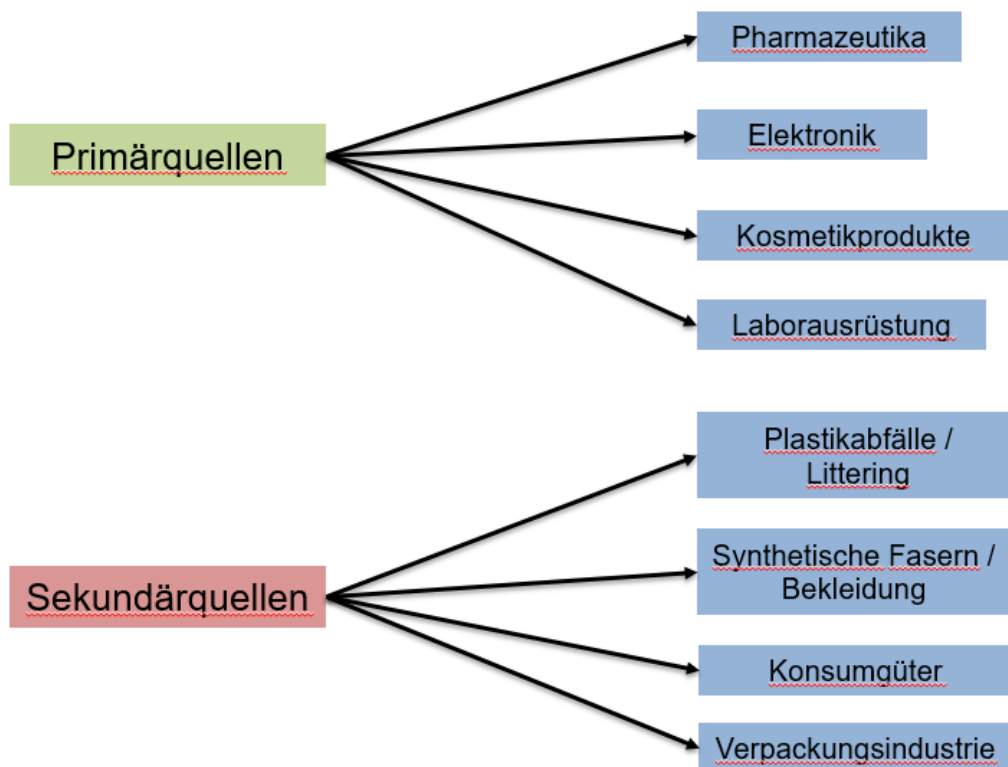 Primärquellen
Pharmazeutika
Elektronik
Kosmetikprodukte
Laborausrüstung
Sekundärquellen
Plastikabfälle /
Littering
Synthetische Fasern /
Bekleidung
Konsumgüter
Verpackungsindustrie